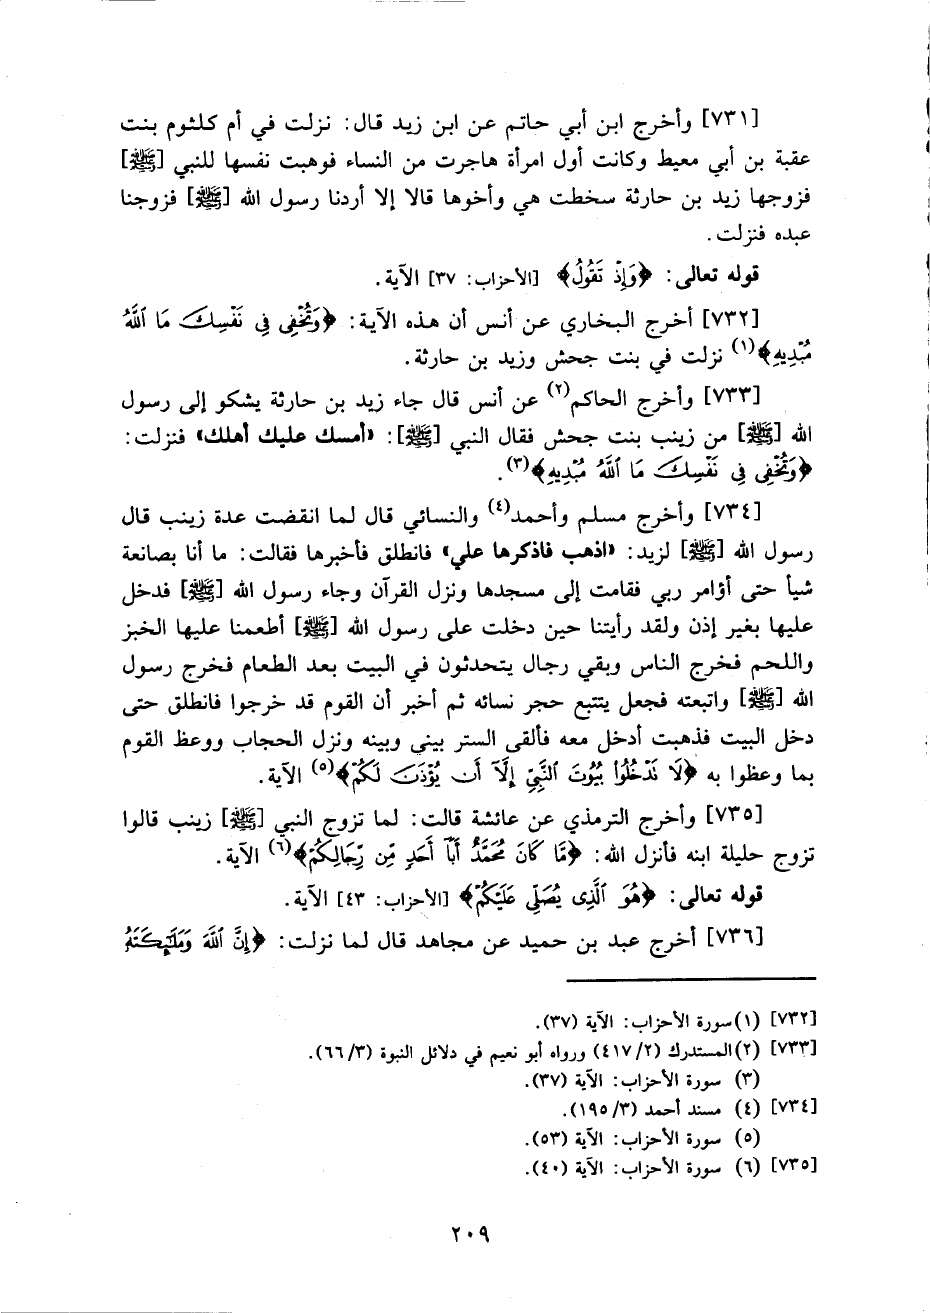 [٧٣١] وأخرج ابن أبي حاتم عن ابن زيد قال: نزلت في أم كلثوم بنت
عقبة بن أبي معيط وكانت أول امرأة هاجرت من النساء فوهبت نفسها للنبي [ﷺ]
فزوجها زيد بن حارثة سخطت هي وأخوها قالا إلا أردنا رسول الله [ﷺ] فزوجنا
عبده فنزلت.
قوله تعالى: ﴿وَإِذْ تَقُولُ﴾ [الأحزاب: ٣٧] الآية.
[٧٣٢] أخرج البخاري عن أنس أن هذه الآية: ﴿وَتُخْفِى فِى نَفْسِكَ مَا ٱللَّهُ
مُبْدِيهِ﴾(١) نزلت في بنت جحش وزيد بن حارثة.
[٧٣٣] وأخرج الحاكم(٢) عن أنس قال جاء زيد بن حارثة يشكو إلى رسول
الله [ﷺ] من زينب بنت جحش فقال النبي [ﷺ]: «أمسك عليك أهلك» فنزلت:
﴿وَتُخْفِى فِى نَفْسِكَ مَا ٱللَّهُ مُبْدِيهِ﴾(٣).
[٧٣٤] وأخرج مسلم وأحمد(٤) والنسائي قال لما انقضت عدة زينب قال
رسول الله [ﷺ] لزيد: «اذهب فاذكرها علي» فانطلق فأخبرها فقالت: ما أنا بصانعة
شيأ حتى أؤامر ربي فقامت إلى مسجدها ونزل القرآن وجاء رسول الله [ﷺ] فدخل
عليها بغير إذن ولقد رأيتنا حين دخلت على رسول الله [ﷺ] أطعمنا عليها الخبز
واللحم فخرج الناس وبقي رجال يتحدثون في البيت بعد الطعام فخرج رسول
الله [ﷺ] واتبعته فجعل يتتبع حجر نسائه ثم أخبر أن القوم قد خرجوا فانطلق حتى
دخل البيت فذهبت أدخل معه فألقى الستر بيني وبينه ونزل الحجاب ووعظ القوم
بما وعظوا به ﴿لَا تَدْخُلُوا۟ بُيُوتَ ٱلنَّبِىِّ إِلَّآ أَن يُؤْذَنَ لَكُمْ﴾(٥) الآية.
[٧٣٥] وأخرج الترمذي عن عائشة قالت: لما تزوج النبي [ﷺ] زينب قالوا
تزوج حليلة ابنه فأنزل الله: ﴿مَّا كَانَ مُحَمَّدٌ أَبَآ أَحَدٍ مِّن رِّجَالِكُمْ﴾(٦) الآية.
قوله تعالى: ﴿هُوَ ٱلَّذِى يُصَلِّى عَلَيْكُمْ﴾ [الأحزاب: ٤٣] الآية.
[٧٣٦] أخرج عبد بن حميد عن مجاهد قال لما نزلت: ﴿إِنَّ ٱللَّهَ وَمَلَٰٓئِكَتَهُۥ
[٧٣٢] (١) سورة الأحزاب: الآية (٣٧).
[٧٣٣] (٢) المستدرك (٤١٧/٢) ورواه أبو نعيم في دلائل النبوة (٦٦/٣).
(٣) سورة الأحزاب: الآية (٣٧).
[٧٣٤] (٤) مسند أحمد (١٩٥/٣).
(٥) سورة الأحزاب: الآية (٥٣).
[٧٣٥] (٦) سورة الأحزاب: الآية (٤٠).
٢٠٩